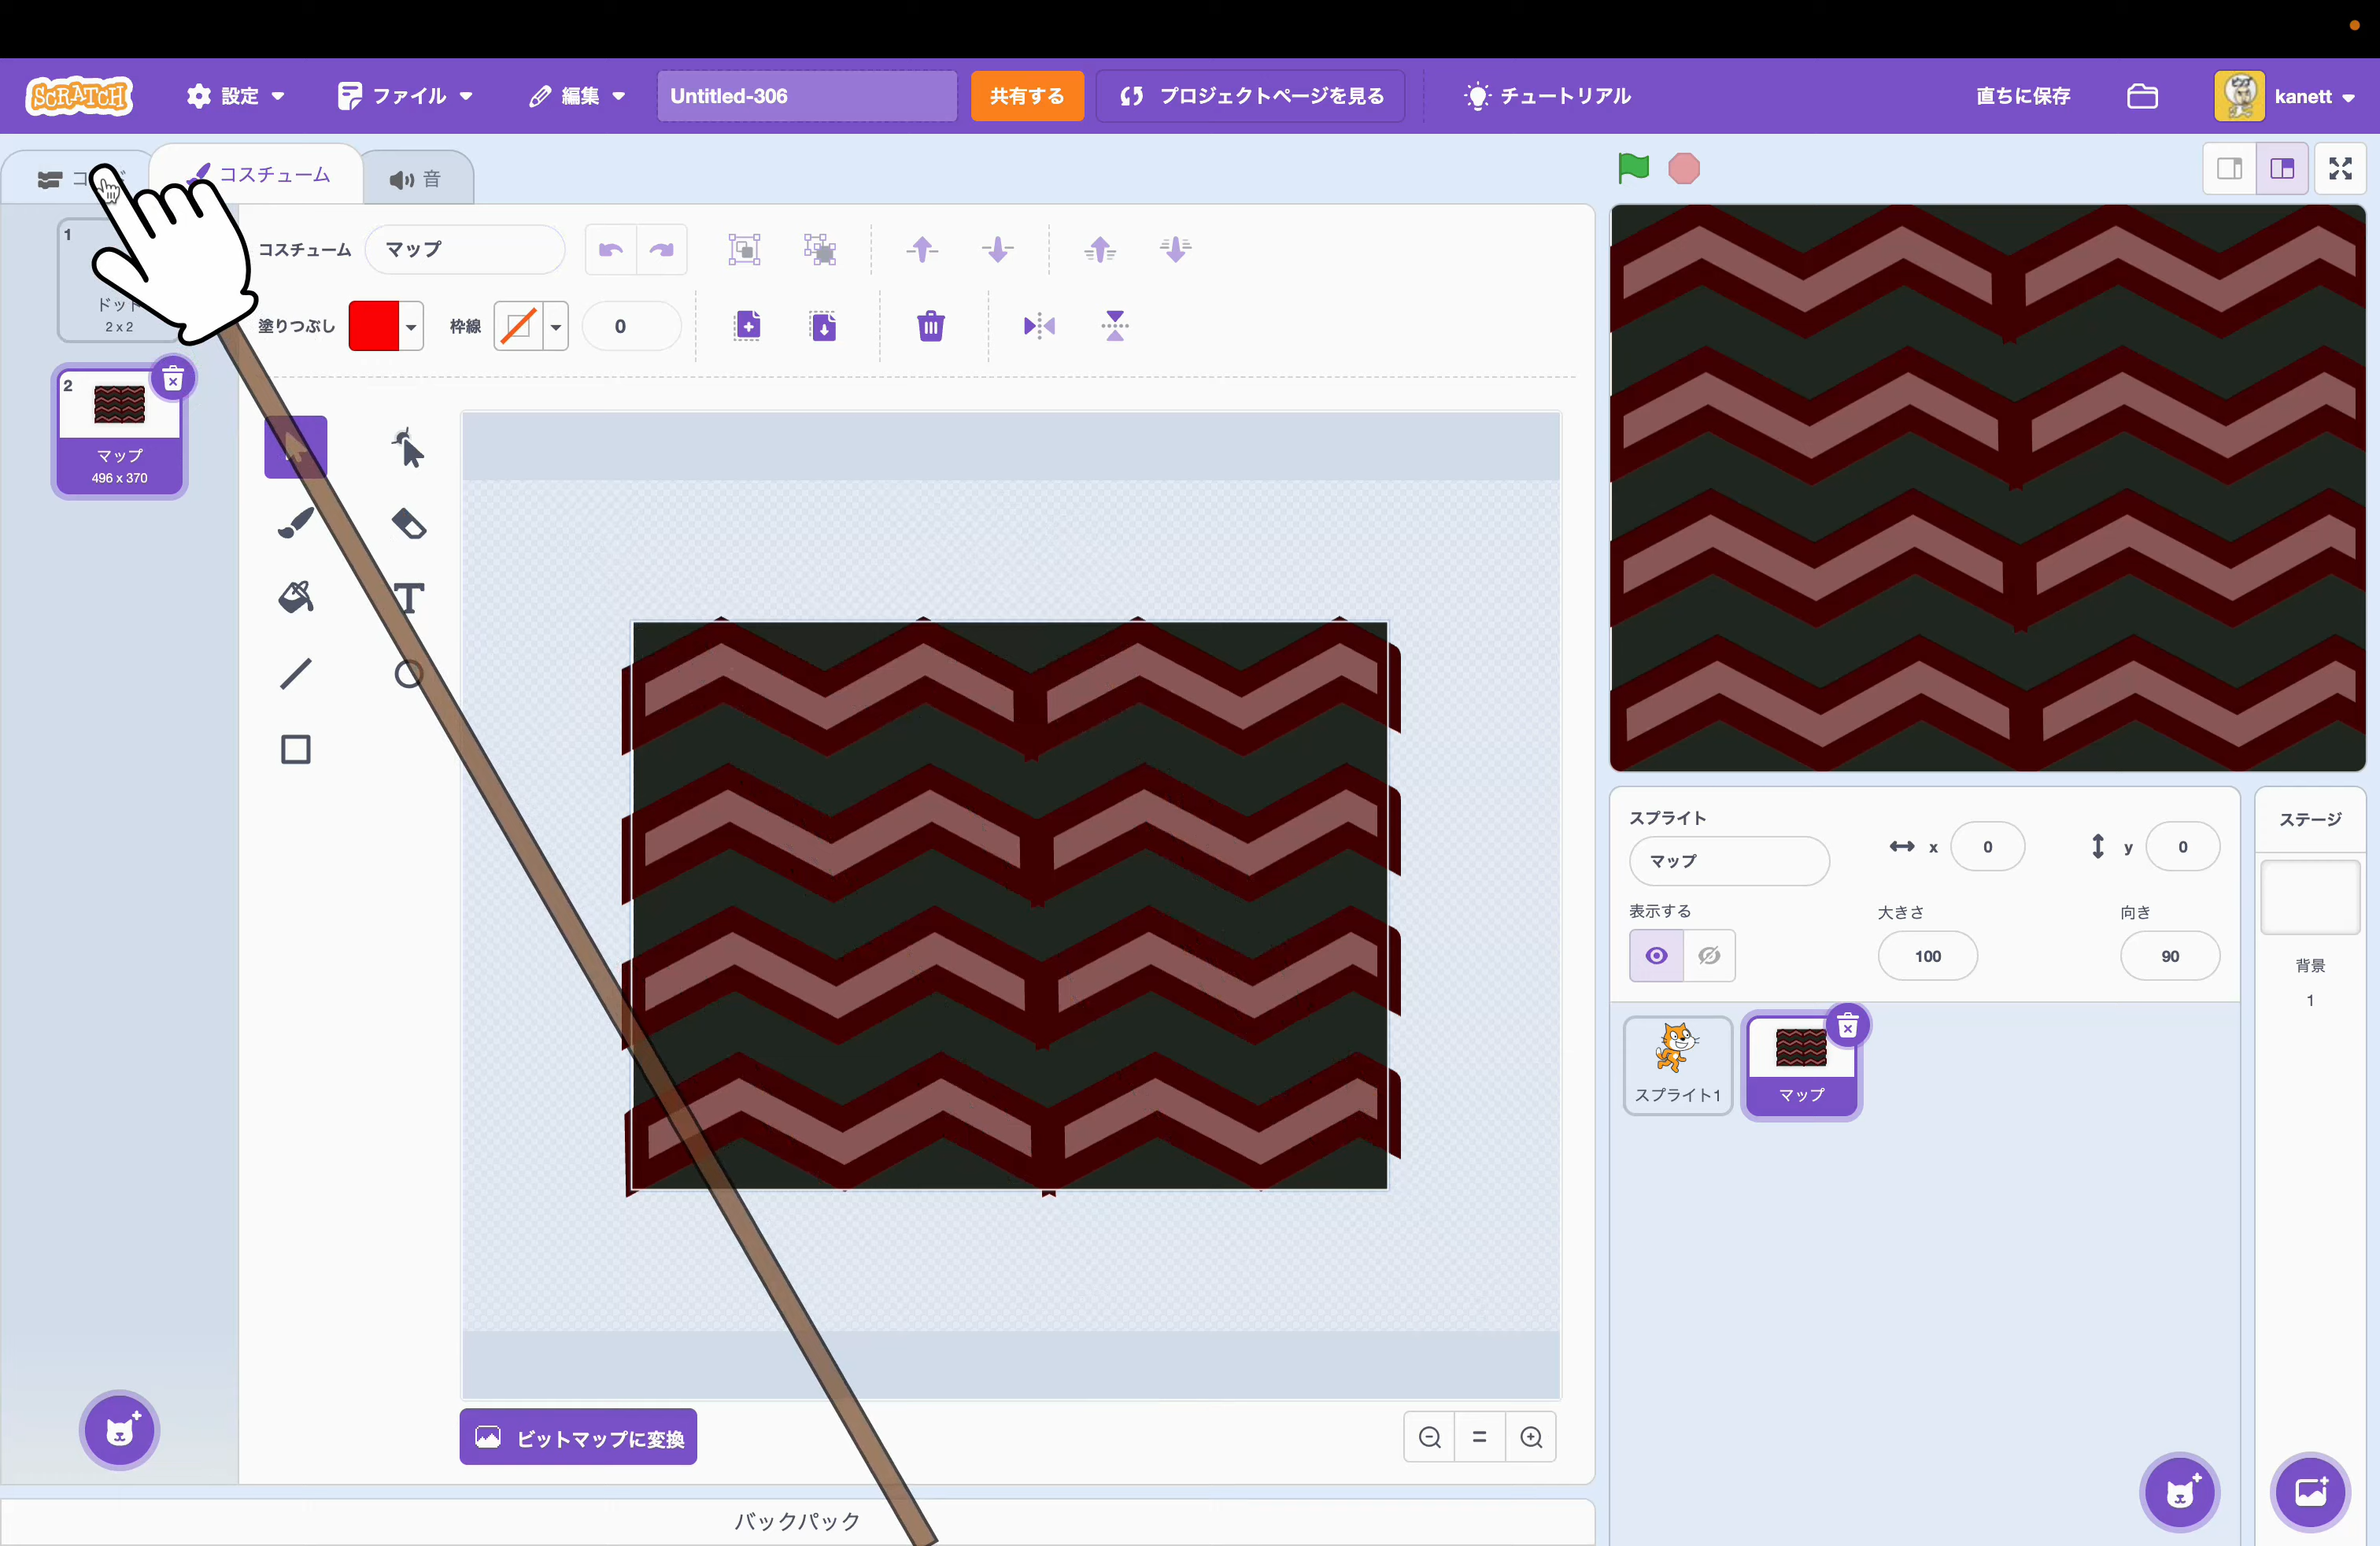 SCRATCH 設定 ファイル 編集 Untitled-306 共有する プロジェクトページを見る チュートリアル 直ちに保存 kanett
コスチューム 音
1
ドット
2 x 2
2
マップ
496 x 370
コスチューム マップ
塗りつぶし 枠線 0
T
ビットマップに変換
バックパック
スプライト
マップ x 0 y 0
表示する 大きさ 向き
100 90
スプライト1 マップ
ステージ
背景
1